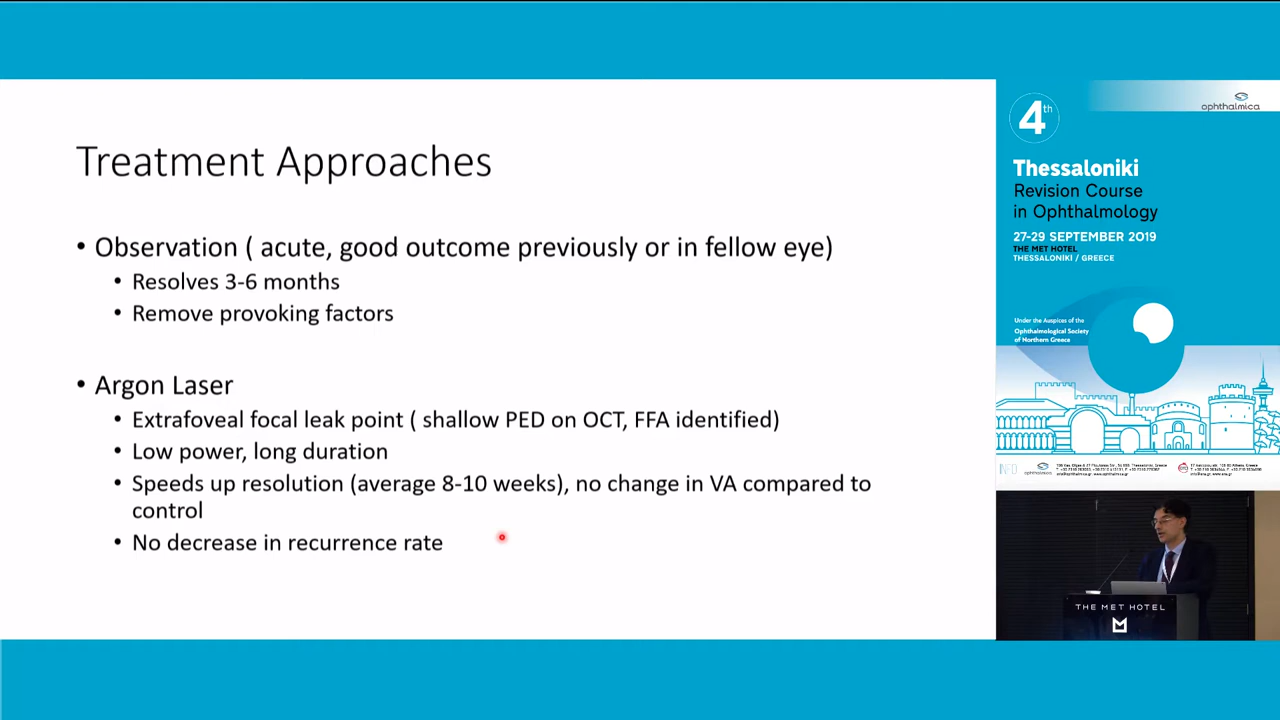 Treatment Approaches
• Observation ( acute, good outcome previously or in fellow eye)
• Resolves 3-6 months
• Remove provoking factors
• Argon Laser
• Extrafoveal focal leak point ( shallow PED on OCT, FFA identified)
• Low power, long duration
• Speeds up resolution (average 8-10 weeks), no change in VA compared to
control
• No decrease in recurrence rate
ophthalmica
4th
Thessaloniki
Revision Course
in Ophthalmology
27-29 SEPTEMBER 2019
THE MET HOTEL
THESSALONIKI / GREECE
Under the Auspices of the
Ophthalmological Society
of Northern Greece
INFO
ophthalmica
THE MET HOTEL
M